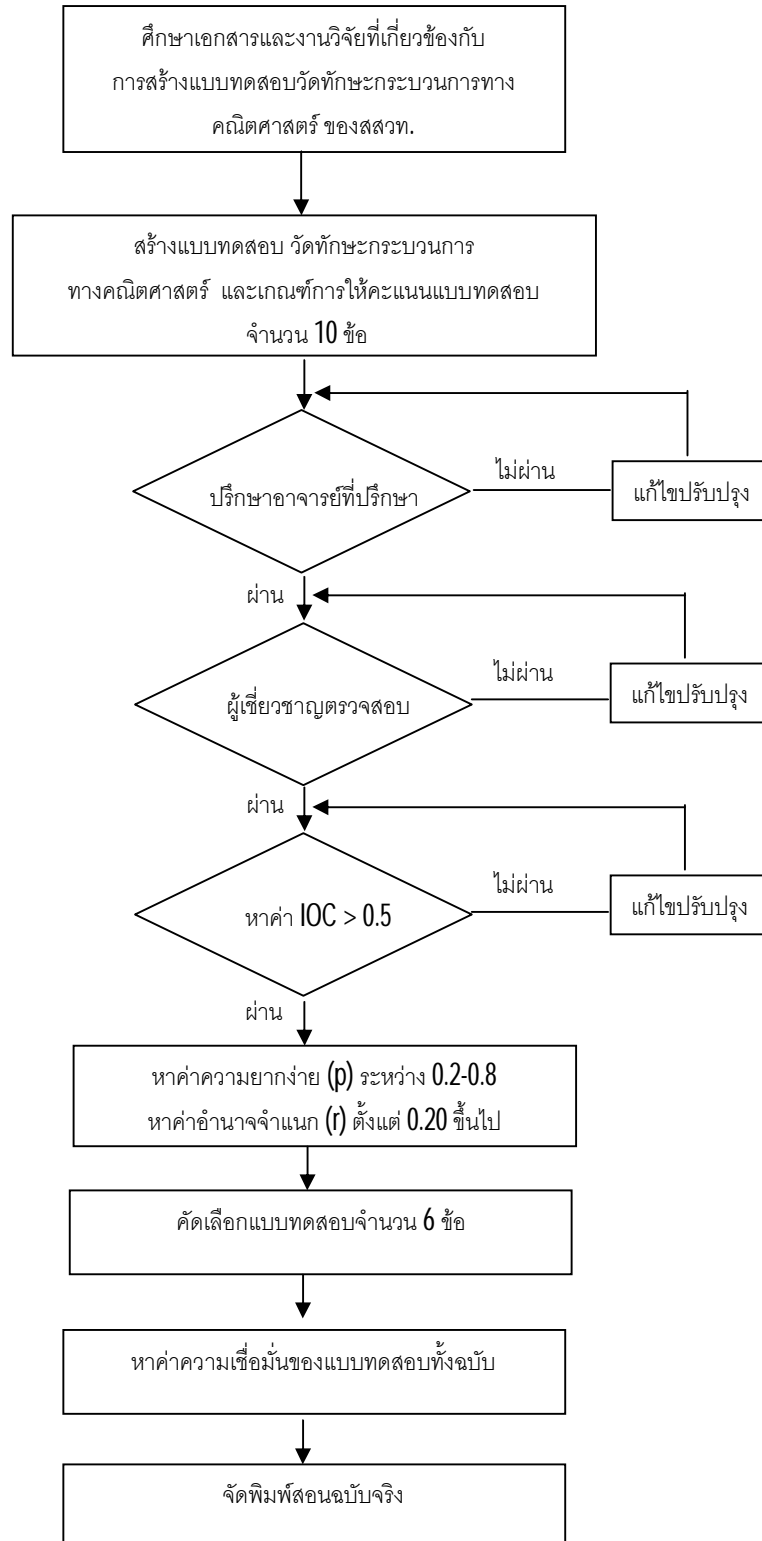 ศึกษาเอกสารและงานวิจัยที่เกี่ยวข้องกับ
การสร้างแบบทดสอบวัดทักษะกระบวนการทาง
คณิตศาสตร์ ของสสวท.
สร้างแบบทดสอบ วัดทักษะกระบวนการ
ทางคณิตศาสตร์ และเกณฑ์การให้คะแนนแบบทดสอบ
จำนวน 10 ข้อ
ปรึกษาอาจารย์ที่ปรึกษา
ไม่ผ่าน
แก้ไขปรับปรุง
ผ่าน
ผู้เชี่ยวชาญตรวจสอบ
ไม่ผ่าน
แก้ไขปรับปรุง
ผ่าน
หาค่า IOC > 0.5
ไม่ผ่าน
แก้ไขปรับปรุง
ผ่าน
หาค่าความยากง่าย (p) ระหว่าง 0.2-0.8
หาค่าอำนาจจำแนก (r) ตั้งแต่ 0.20 ขึ้นไป
คัดเลือกแบบทดสอบจำนวน 6 ข้อ
หาค่าความเชื่อมั่นของแบบทดสอบทั้งฉบับ
จัดพิมพ์สอนฉบับจริง